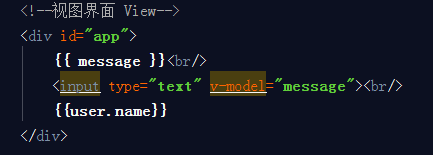 <!--视图界面 View-->
<div id="app">
{{ message }}<br/>
<input type="text" v-model="message"><br/>
{{user.name}}
</div>